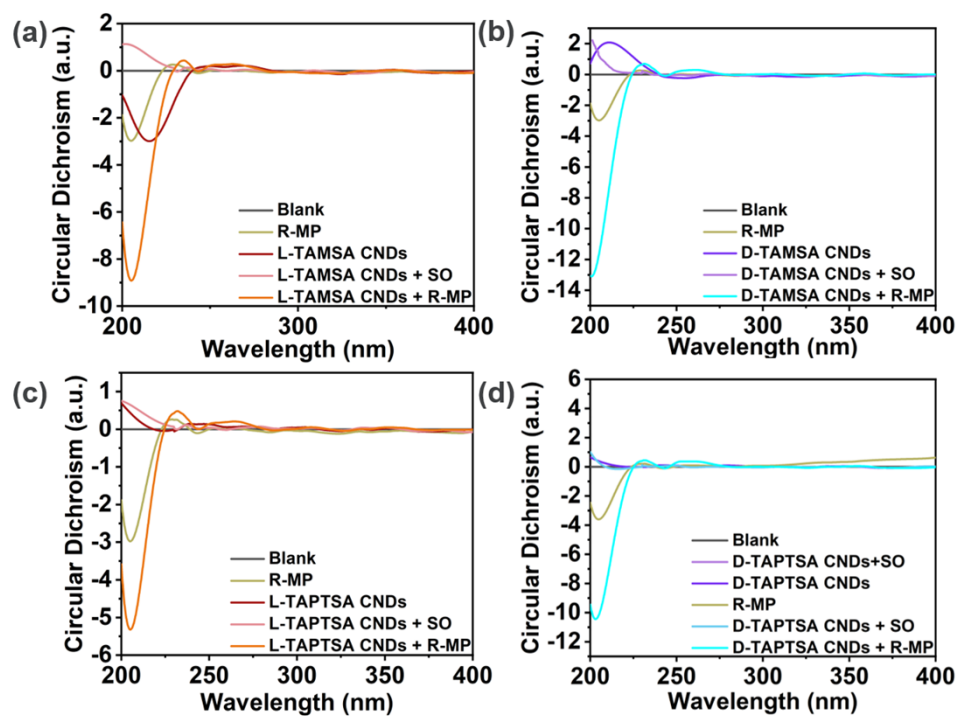 (a)
Circular Dichroism (a.u.)
2
0
-2
-4
-6
-8
-10
Blank
R-MP
L-TAMSA CNDs
L-TAMSA CNDs + SO
L-TAMSA CNDs + R-MP
200 250 300 350 400
Wavelength (nm)
(b)
Circular Dichroism (a.u.)
2
0
-2
-4
-6
-8
-10
-12
-14
Blank
R-MP
D-TAMSA CNDs
D-TAMSA CNDs + SO
D-TAMSA CNDs + R-MP
200 250 300 350 400
Wavelength (nm)
(c)
Circular Dichroism (a.u.)
1
0
-1
-2
-3
-4
-5
-6
Blank
R-MP
L-TAPTSA CNDs
L-TAPTSA CNDs + SO
L-TAPTSA CNDs + R-MP
200 250 300 350 400
Wavelength (nm)
(d)
Circular Dichroism (a.u.)
6
4
2
0
-2
-4
-6
-8
-10
-12
Blank
D-TAPTSA CNDs+SO
D-TAPTSA CNDs
R-MP
D-TAPTSA CNDs + SO
D-TAPTSA CNDs + R-MP
200 250 300 350 400
Wavelength (nm)